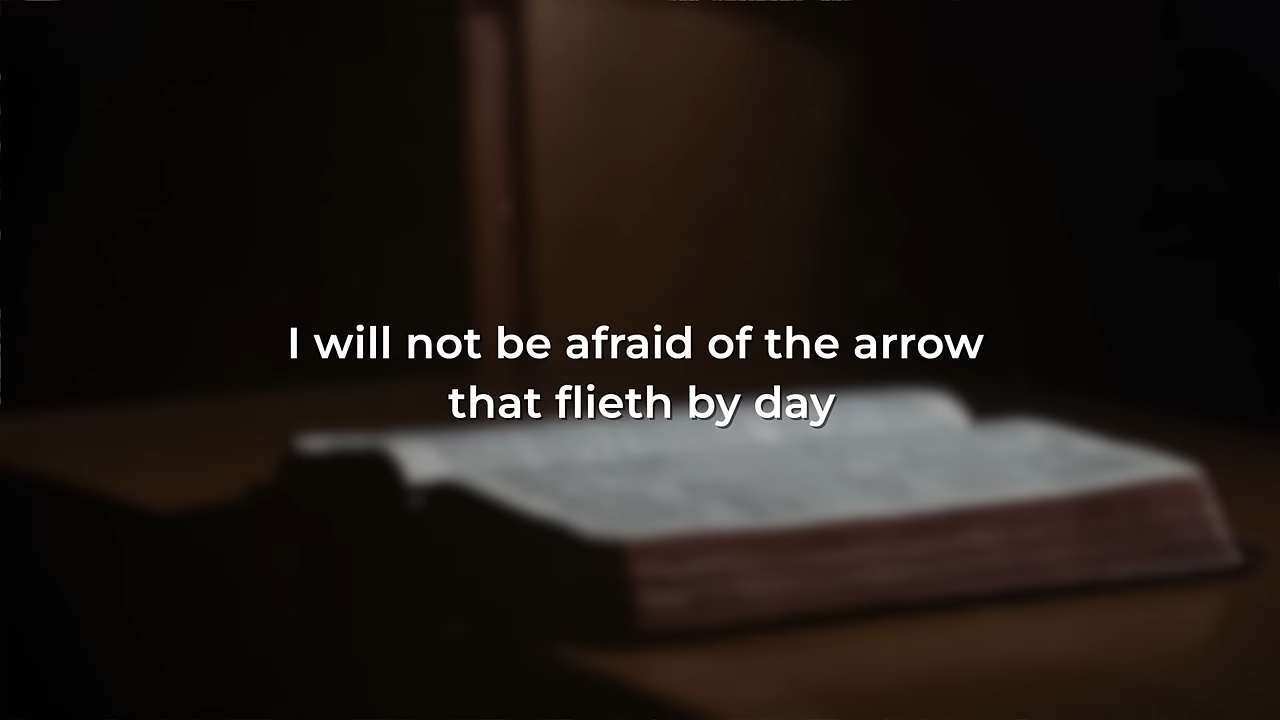 I will not be afraid of the arrow
that flieth by day